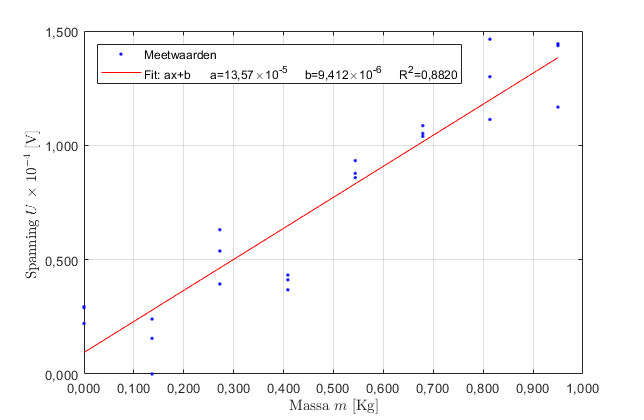 1,500
Meetwaarden
Fit: ax+b a=13,57×10^-5 b=9,412×10^-6 R^2=0,8820
1,000
Spanning U × 10^-4 [V]
0,500
0,000
0,000 0,100 0,200 0,300 0,400 0,500 0,600 0,700 0,800 0,900 1,000
Massa m [Kg]